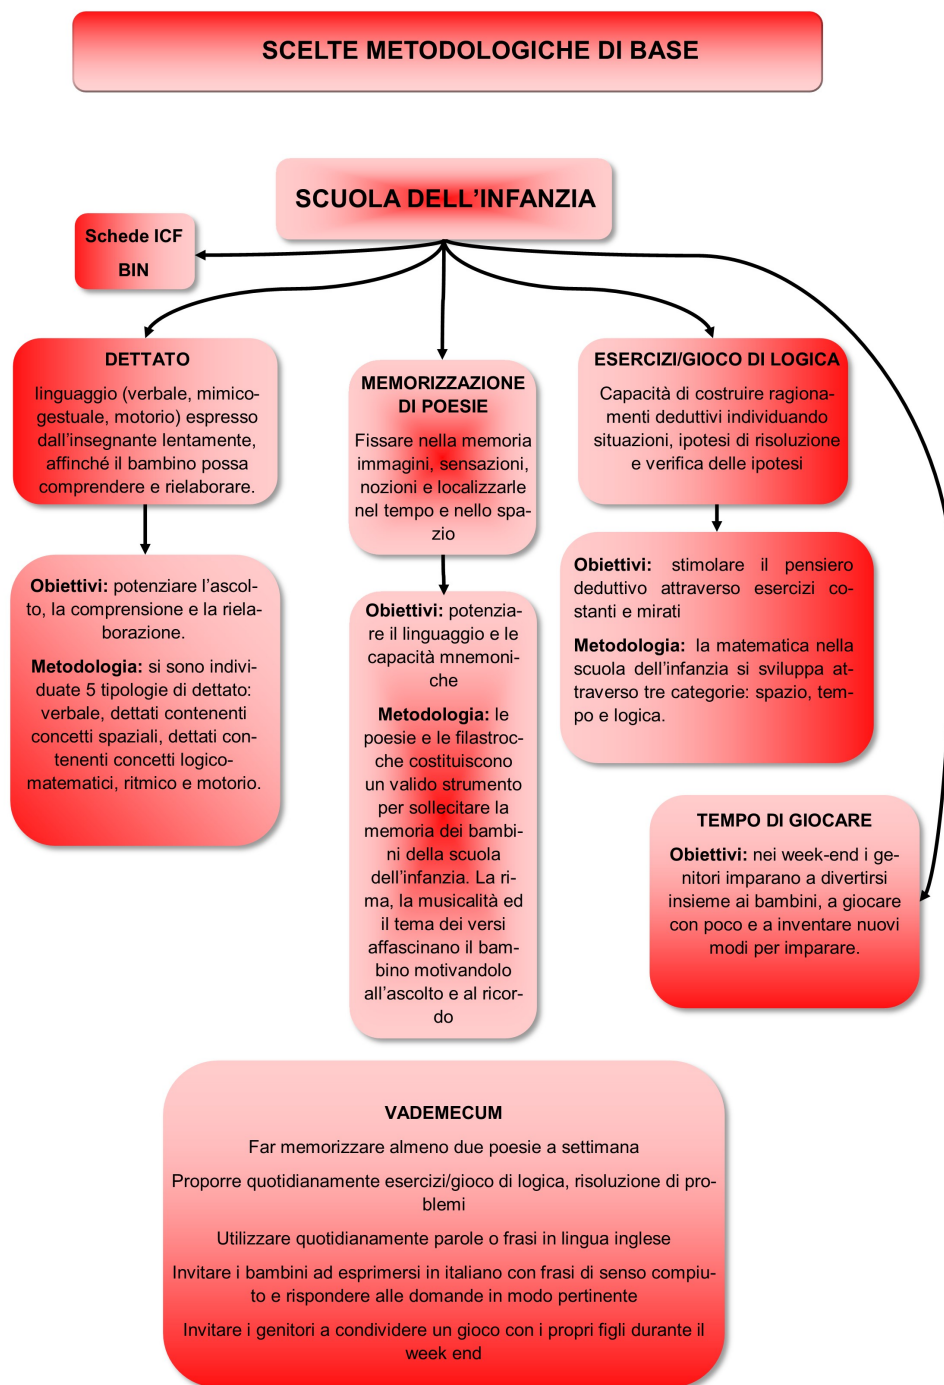 SCELTE METODOLOGICHE DI BASE
SCUOLA DELL'INFANZIA
Schede ICF
BIN
DETTATO
linguaggio (verbale, mimico-
gestuale, motorio) espresso
dall'insegnante lentamente,
affinché il bambino possa
comprendere e rielaborare.
Obiettivi: potenziare l'ascol-
to, la comprensione e la riela-
borazione.
Metodologia: si sono indivi-
duate 5 tipologie di dettato:
verbale, dettati contenenti
concetti spaziali, dettati con-
tenenti concetti logico-
matematici, ritmico e motorio.
MEMORIZZAZIONE
DI POESIE
Fissare nella memoria
immagini, sensazioni,
nozioni e localizzarle
nel tempo e nello spa-
zio
Obiettivi: potenzia-
re il linguaggio e le
capacità mnemoni-
che
Metodologia: le
poesie e le filastroc-
che costituiscono
un valido strumento
per sollecitare la
memoria dei bambi-
ni della scuola
dell'infanzia. La ri-
ma, la musicalità ed
il tema dei versi
affascinano il bam-
bino motivandolo
all'ascolto e al ricor-
do
ESERCIZI/GIOCO DI LOGICA
Capacità di costruire ragiona-
menti deduttivi individuando
situazioni, ipotesi di risoluzione
e verifica delle ipotesi
Obiettivi: stimolare il pensiero
deduttivo attraverso esercizi co-
stanti e mirati
Metodologia: la matematica nella
scuola dell'infanzia si sviluppa at-
traverso tre categorie: spazio, tem-
po e logica.
TEMPO DI GIOCARE
Obiettivi: nei week-end i ge-
nitori imparano a divertirsi
insieme ai bambini, a giocare
con poco e a inventare nuovi
modi per imparare.
VADEMECUM
Far memorizzare almeno due poesie a settimana
Proporre quotidianamente esercizi/gioco di logica, risoluzione di pro-
blemi
Utilizzare quotidianamente parole o frasi in lingua inglese
Invitare i bambini ad esprimersi in italiano con frasi di senso compiu-
to e rispondere alle domande in modo pertinente
Invitare i genitori a condividere un gioco con i propri figli durante il
week end